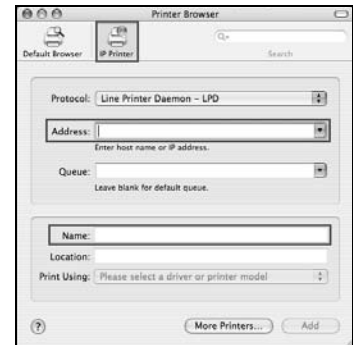 Printer Browser
Default Browser
IP Printer
Search
Protocol: Line Printer Daemon - LPD
Address:
Enter host name or IP address.
Queue:
Leave blank for default queue.
Name:
Location:
Print Using: Please select a driver or printer model
? More Printers... Add